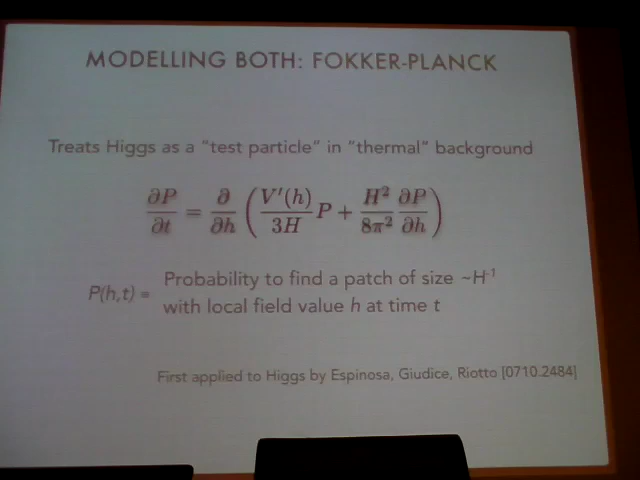 MODELLING BOTH: FOKKER-PLANCK
Treats Higgs as a "test particle" in "thermal" background
∂P/∂t = ∂/∂h ( V'(h)/3H P + H²/8π² ∂P/∂h )
P(h,t) = Probability to find a patch of size ~H⁻¹
with local field value h at time t
First applied to Higgs by Espinosa, Giudice, Riotto [0710.2484]